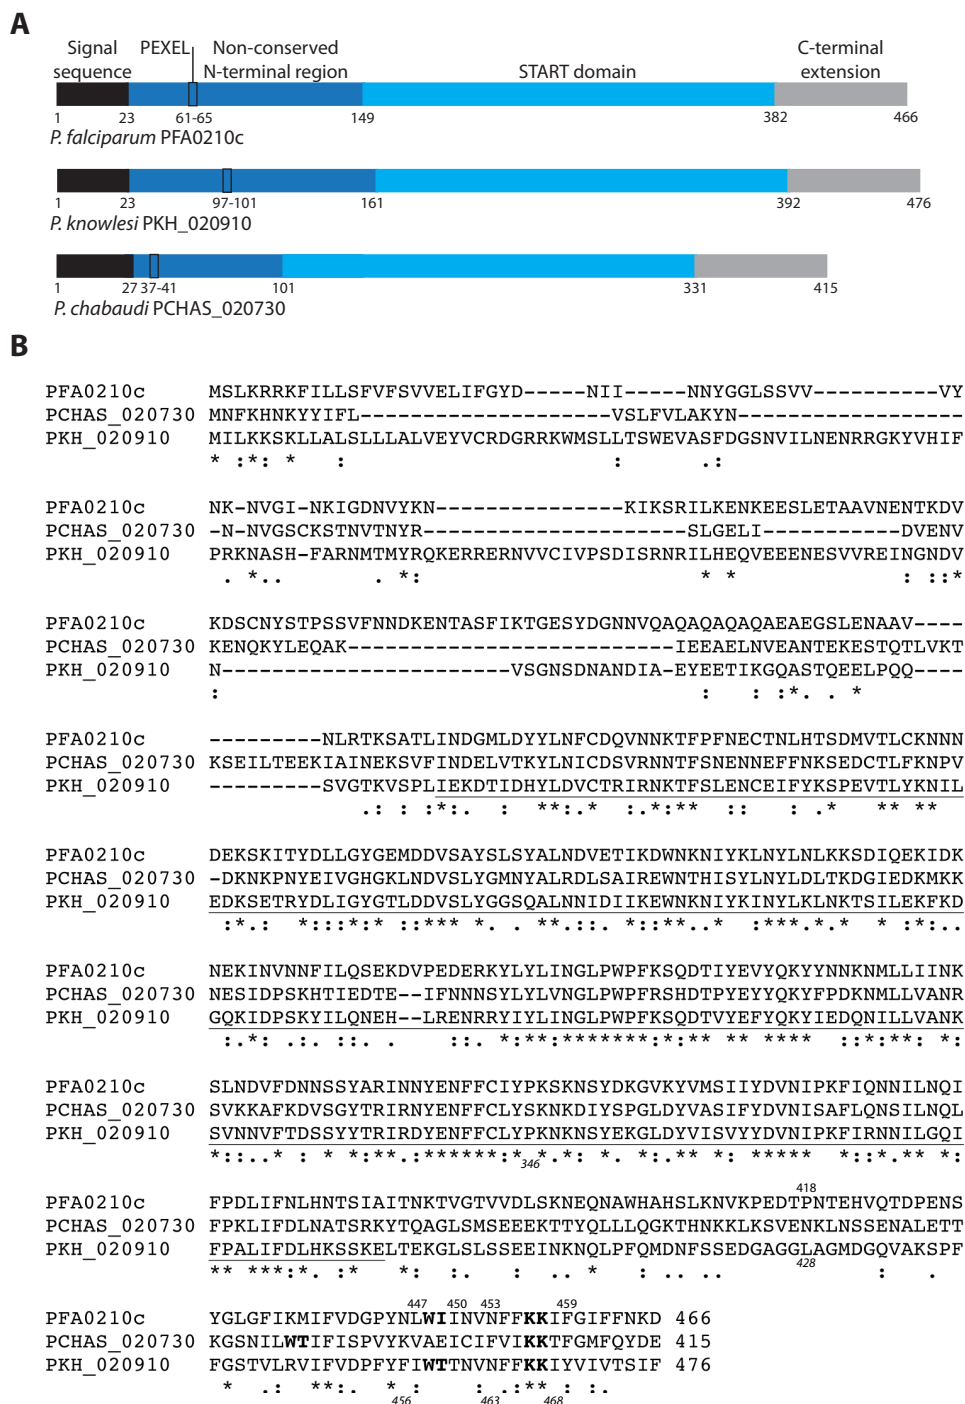 A
Signal sequence
PEXEL
Non-conserved N-terminal region
START domain
C-terminal extension
1 23 61-65 149 382 466
P. falciparum PFA0210c
1 23 97-101 161 392 476
P. knowlesi PKH_020910
1 27 37-41 101 331 415
P. chabaudi PCHAS_020730
B
PFA0210c MSLKRRKFILLSFVFSVVELIFGYD-----NII-----NNYGGLSSVV----------VY
PCHAS_020730 MNFKHNKYYIFL--------------------VSLFVLAKYN------------------
PKH_020910 MILKKSKLLALSLLLALVEYVCRDGRRKWMSLLTSWEVASFDGSNVILNENRRGKYVHIF
* :*: * : : .:
PFA0210c NK-NVGI-NKIGDNVYKN---------------KIKSRILKENKEESLETAAVNENTKDV
PCHAS_020730 -N-NVGSCKSTNVTNYR---------------------SLGELI-----------DVENV
PKH_020910 PRKNASH-FARNMTMYRQKERRERNVVCIVPSDISRNRILHEQVEEENESVVREINGNDV
. *.. . *: * * : ::*
PFA0210c KDSCNYSTPSSVFNNDKENTASFIKTGESYDGNNVQAQAQAQAQAEAEGSLENAAV----
PCHAS_020730 KENQKYLEQAK--------------------------IEEAELNVEANTEKESTQTLVKT
PKH_020910 N-----------------------VSGNSDNANDIA-EYEETIKGQASTQEELPQQ----
: : : :*. . *
PFA0210c ---------NLRTKSATLINDGMLDYYLNFCDQVNNKTFPFNECTNLHTSDMVTLCKNNN
PCHAS_020730 KSEILTEEKIAINEKSVFINDELVTKYLNICDSVRNNTFSNENNEFFNKSEDCTLFKNPV
PKH_020910 ---------SVGTKVSPLIEKDTIDHYLDVCTRIRNKTFSLENCEIFYKSPEVTLYKNIL
.: : :*:. : **:.* :.*:** :: : .* ** **
PFA0210c DEKSKITYDLLGYGEMDDVSAYSLSYALNDVETIKDWNKNIYKLNYLNLKKSDIQEKIDK
PCHAS_020730 -DKNKPNYEIVGHGKLNDVSLYGMNYALRDLSAIREWNTHISYLNYLDLTKDGIEDKMKK
PKH_020910 EDKSETRYDLIGYGTLDDVSLYGGSQALNNIDIIKEWNKNIYKINYLKLNKTSILEKFKD
:*.: *:::*:* ::*** *. . **.::. *::**..* :***.*.* .* :*:..
PFA0210c NEKINVNNFILQSEKDVPEDERKYLYLINGLPWPFKSQDTIYEVYQKYYNNKNMLLIINK
PCHAS_020730 NESIDPSKHTIEDTE--IFNNNSYLYLVNGLPWPFRSHDTPYEYYQKYFPDKNMLLVANR
PKH_020910 GQKIDPSKYILQNEH--LRENRRYIYLINGLPWPFKSQDTVYEFYQKYIEDQNILLVANK
:.*: .:. ::. . ::. *:**:*******:*:** ** **** ::*:**: *:
PFA0210c SLNDVFDNNSSYARINNYENFFCIYPKSKNSYDKGVKYVMSIIYDVNIPKFIQNNILNQI
PCHAS_020730 SVKKAFKDVSGYTRIRNYENFFCLYSKNKDIYSPGLDYVASIFYDVNISAFLQNSILNQL
PKH_020910 SVNNVFTDSSYYTRIRDYENFFCLYPKNKNSYEKGLDYVISVYYDVNIPKFIRNNILGQI
*::..* : * *:**.:******:* *.*: *. *:.** *: *****  *::*.**.*:
346
418
PFA0210c FPDLIFNLHNTSIAITNKTVGTVVDLSKNEQNAWHAHSLKNVKPEDTPNTEHVQTDPENS
PCHAS_020730 FPKLIFDLNATSRKYTQAGLSMSEEEKTTYQLLLQGKTHNKKLKSVENKLNSSENALETT
PKH_020910 FPALIFDLHKSSKELTEKGLSLSSEEINKNQLPFQMDNFSSEDGAGGLAGMDGQVAKSPF
** ***:*. :* *: :. : . * : .. . : .
428
447 450 453 459
PFA0210c YGLGFIKMIFVDGPYNLWIINVNFFKKIFGIFFNKD 466
PCHAS_020730 KGSNILWTIFISPVYKVAEICIFVIKKTFGMFQYDE 415
PKH_020910 FGSTVLRVIFVDPFYFIWTTNVNFFKKIYVIVTSIF 476
* .: **:. * : :.:** : :.
456 463 468